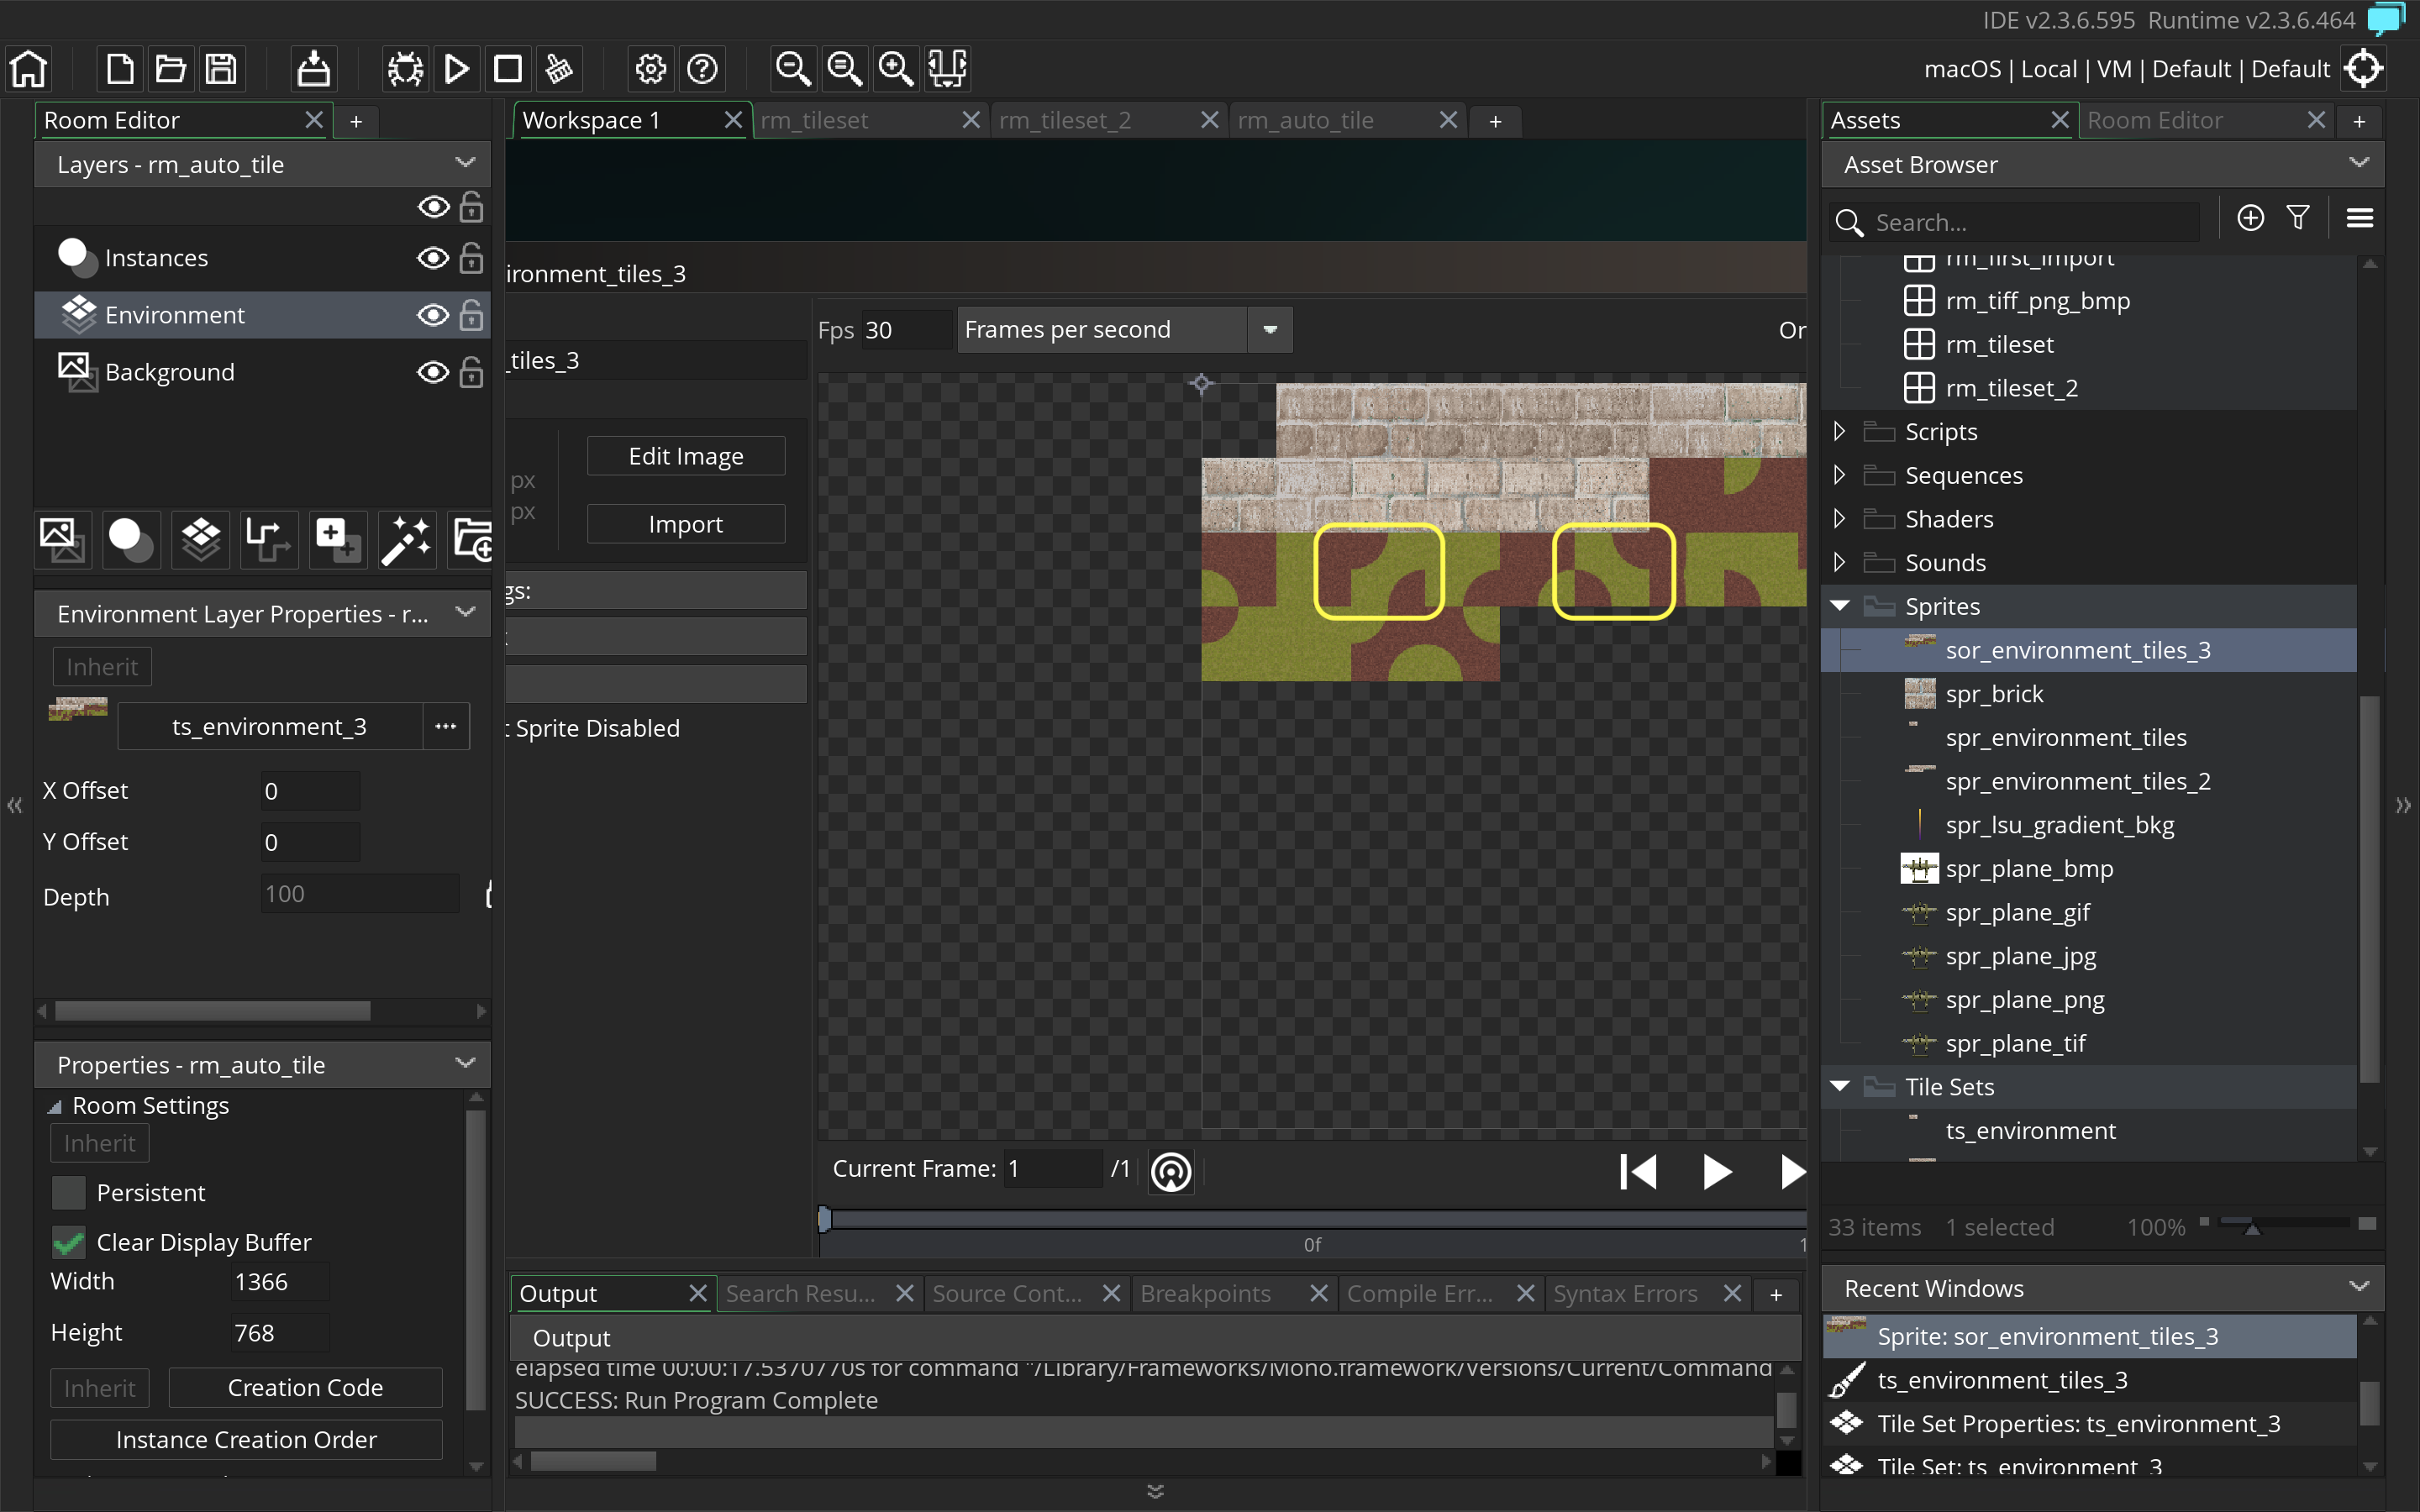 IDE v2.3.6.595 Runtime v2.3.6.464
macOS | Local | VM | Default | Default
Room Editor
+
Workspace 1
rm_tileset
rm_tileset_2
rm_auto_tile
+
Assets
Room Editor
+
Layers - rm_auto_tile
Instances
Environment
Background
Environment Layer Properties - r...
Inherit
ts_environment_3
...
X Offset
0
Y Offset
0
Depth
100
Properties - rm_auto_tile
Room Settings
Inherit
Persistent
Clear Display Buffer
Width
1366
Height
768
Inherit
Creation Code
Instance Creation Order
ironment_tiles_3
Fps
30
Frames per second
Or
_tiles_3
px
px
Edit Image
Import
gs:
t Sprite Disabled
Current Frame:
1
/1
0f
1
Output
Search Resu...
Source Cont...
Breakpoints
Compile Err...
Syntax Errors
+
Output
elapsed time 00:00:17.5370770s for command "/Library/Frameworks/Mono.framework/Versions/Current/Command
SUCCESS: Run Program Complete
Asset Browser
Search...
rm_first_import
rm_tiff_png_bmp
rm_tileset
rm_tileset_2
Scripts
Sequences
Shaders
Sounds
Sprites
sor_environment_tiles_3
spr_brick
spr_environment_tiles
spr_environment_tiles_2
spr_lsu_gradient_bkg
spr_plane_bmp
spr_plane_gif
spr_plane_jpg
spr_plane_png
spr_plane_tif
Tile Sets
ts_environment
33 items 1 selected 100%
Recent Windows
Sprite: sor_environment_tiles_3
ts_environment_tiles_3
Tile Set Properties: ts_environment_3
Tile Set: ts_environment_3